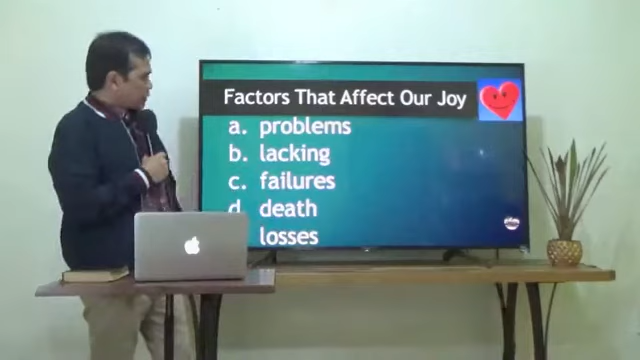 Factors That Affect Our Joy
a. problems
b. lacking
c. failures
d death
losses